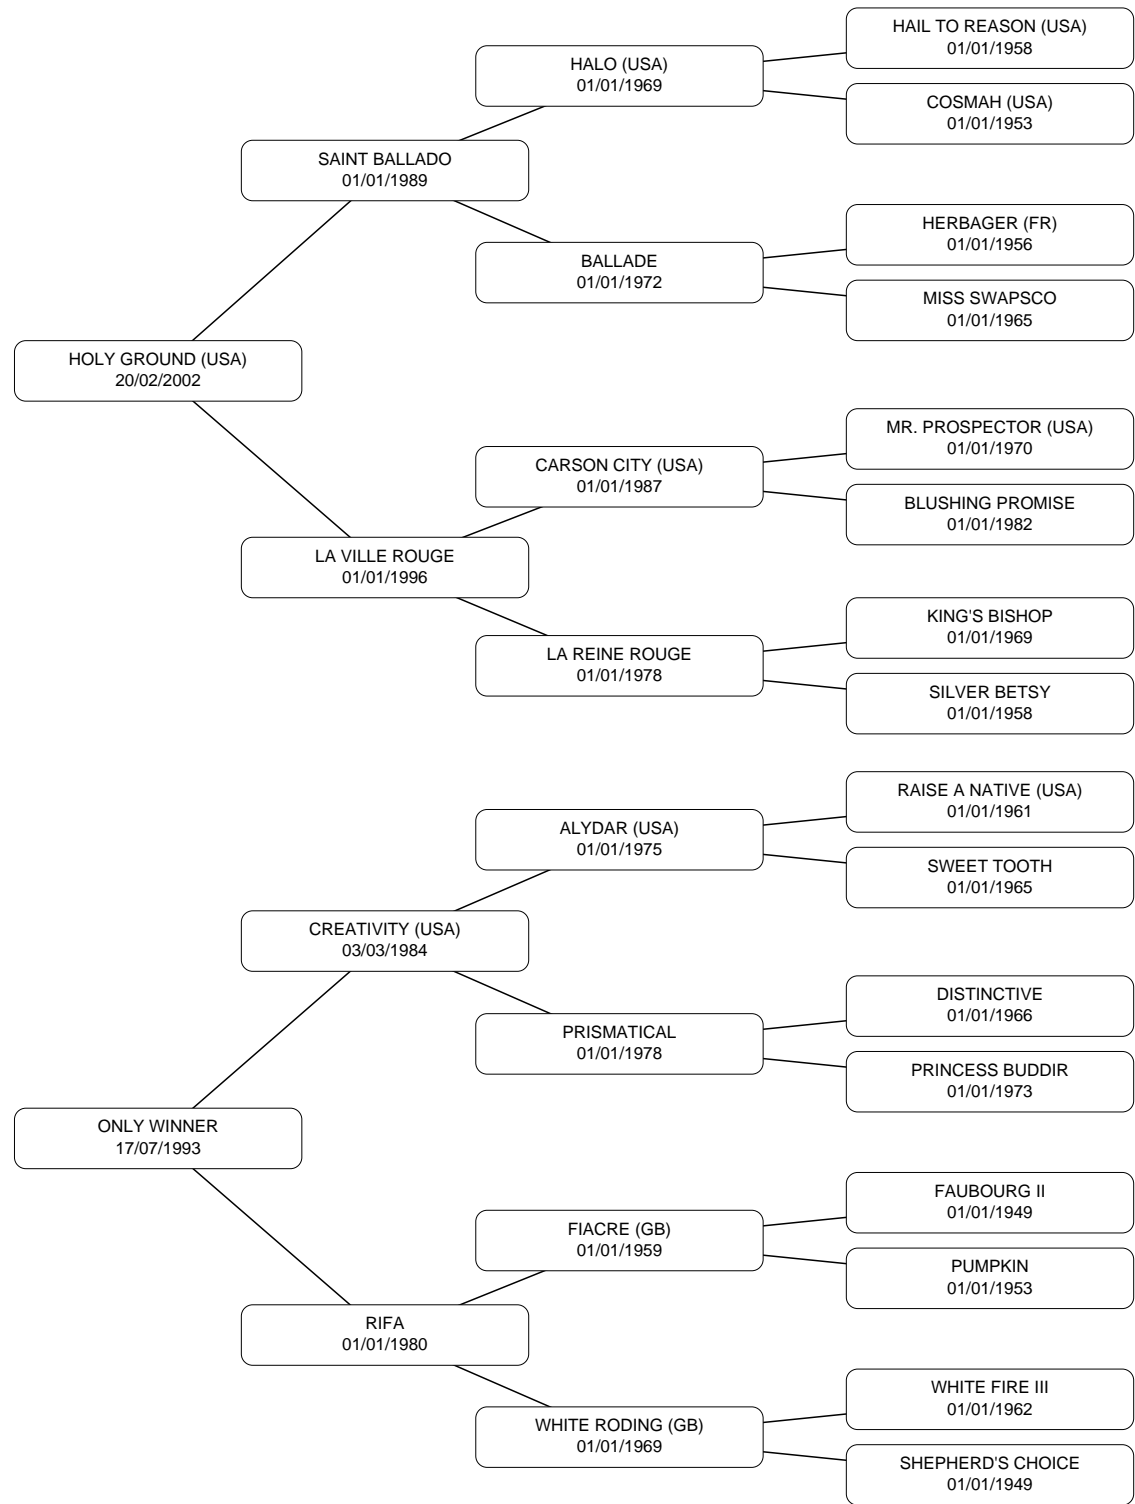 HAIL TO REASON (USA)
01/01/1958
HALO (USA)
01/01/1969
COSMAH (USA)
01/01/1953
SAINT BALLADO
01/01/1989
HERBAGER (FR)
01/01/1956
BALLADE
01/01/1972
MISS SWAPSCO
01/01/1965
HOLY GROUND (USA)
20/02/2002
MR. PROSPECTOR (USA)
01/01/1970
CARSON CITY (USA)
01/01/1987
BLUSHING PROMISE
01/01/1982
LA VILLE ROUGE
01/01/1996
KING'S BISHOP
01/01/1969
LA REINE ROUGE
01/01/1978
SILVER BETSY
01/01/1958
RAISE A NATIVE (USA)
01/01/1961
ALYDAR (USA)
01/01/1975
SWEET TOOTH
01/01/1965
CREATIVITY (USA)
03/03/1984
DISTINCTIVE
01/01/1966
PRISMATICAL
01/01/1978
PRINCESS BUDDIR
01/01/1973
ONLY WINNER
17/07/1993
FAUBOURG II
01/01/1949
FIACRE (GB)
01/01/1959
PUMPKIN
01/01/1953
RIFA
01/01/1980
WHITE FIRE III
01/01/1962
WHITE RODING (GB)
01/01/1969
SHEPHERD'S CHOICE
01/01/1949